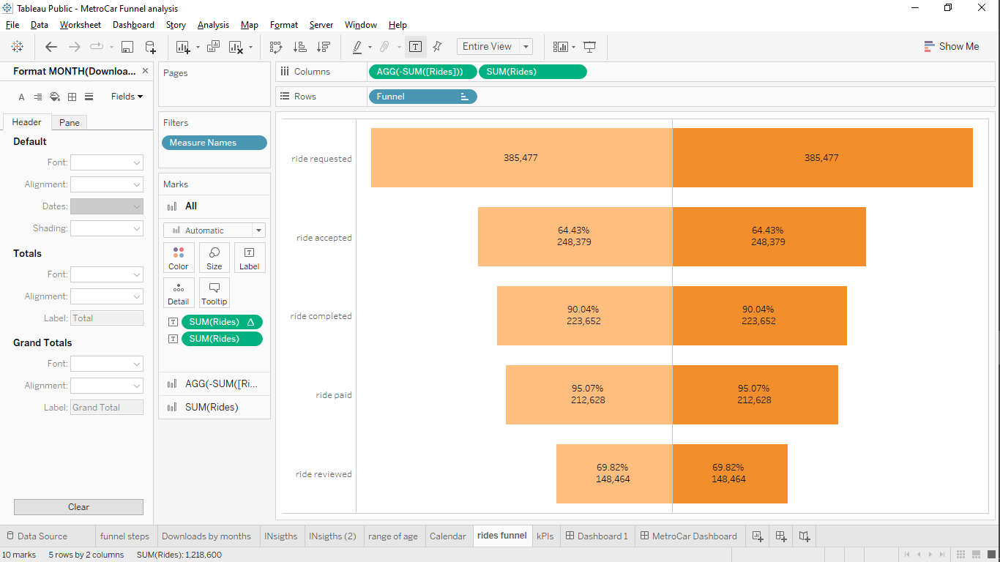 Tableau Public - MetroCar Funnel analysis
File Data Worksheet Dashboard Story Analysis Map Format Server Window Help
Entire View
Show Me
Format MONTH(Downloa...
Fields
Header Pane
Default
Font:
Alignment:
Dates:
Shading:
Totals
Font:
Alignment:
Label: Total
Grand Totals
Font:
Alignment:
Label: Grand Total
Clear
Pages
Filters
Measure Names
Marks
All
Automatic
Color Size Label
Detail Tooltip
SUM(Rides)
SUM(Rides)
AGG(-SUM([Ri...
SUM(Rides)
Columns AGG(-SUM([Rides])) SUM(Rides)
Rows Funnel
ride requested 385,477 385,477
ride accepted
64.43% 64.43%
248,379 248,379
ride completed
90.04% 90.04%
223,652 223,652
ride paid
95.07% 95.07%
212,628 212,628
ride reviewed
69.82% 69.82%
148,464 148,464
Data Source funnel steps Downloads by months INsigths INsigths (2) range of age Calendar rides funnel kPIs Dashboard 1 MetroCar Dashboard
10 marks 5 rows by 2 columns SUM(Rides): 1,218,600